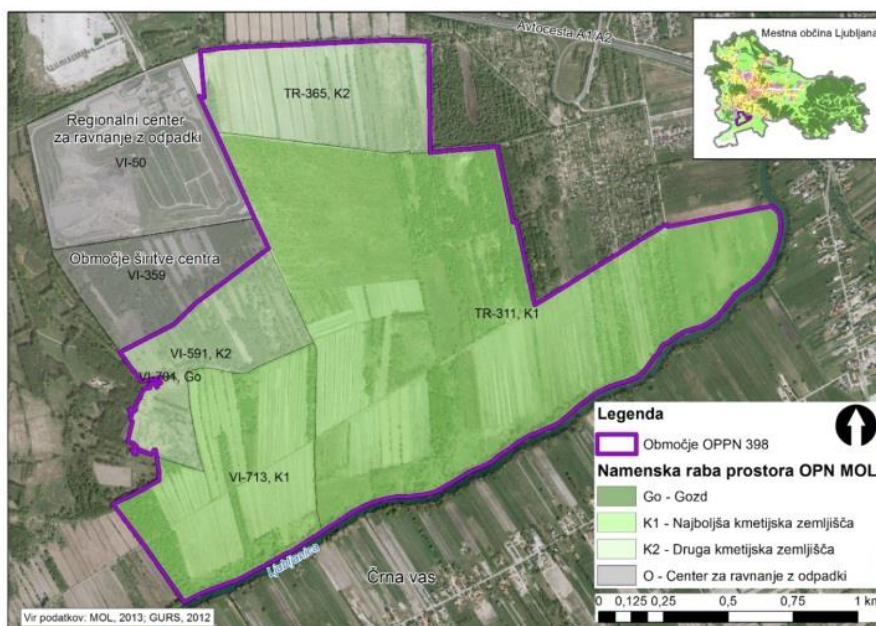 Avtocesta A1/A2
Mestna občina Ljubljana
TR-365, K2
Regionalni center
za ravnanje z odpadki
VI-50
Območje širitve centra
VI-359
TR-311, K1
VI-591, K2
VI-701, Go
VI-713, K1
Ljubljanica
Črna vas
Legenda
Območje OPPN 398
Namenska raba prostora OPN MOL
Go - Gozd
K1 - Najboljša kmetijska zemljišča
K2 - Druga kmetijska zemljišča
O - Center za ravnanje z odpadki
0 0,125 0,25 0,5 0,75 1 km
Vir podatkov: MOL, 2013; GURS, 2012